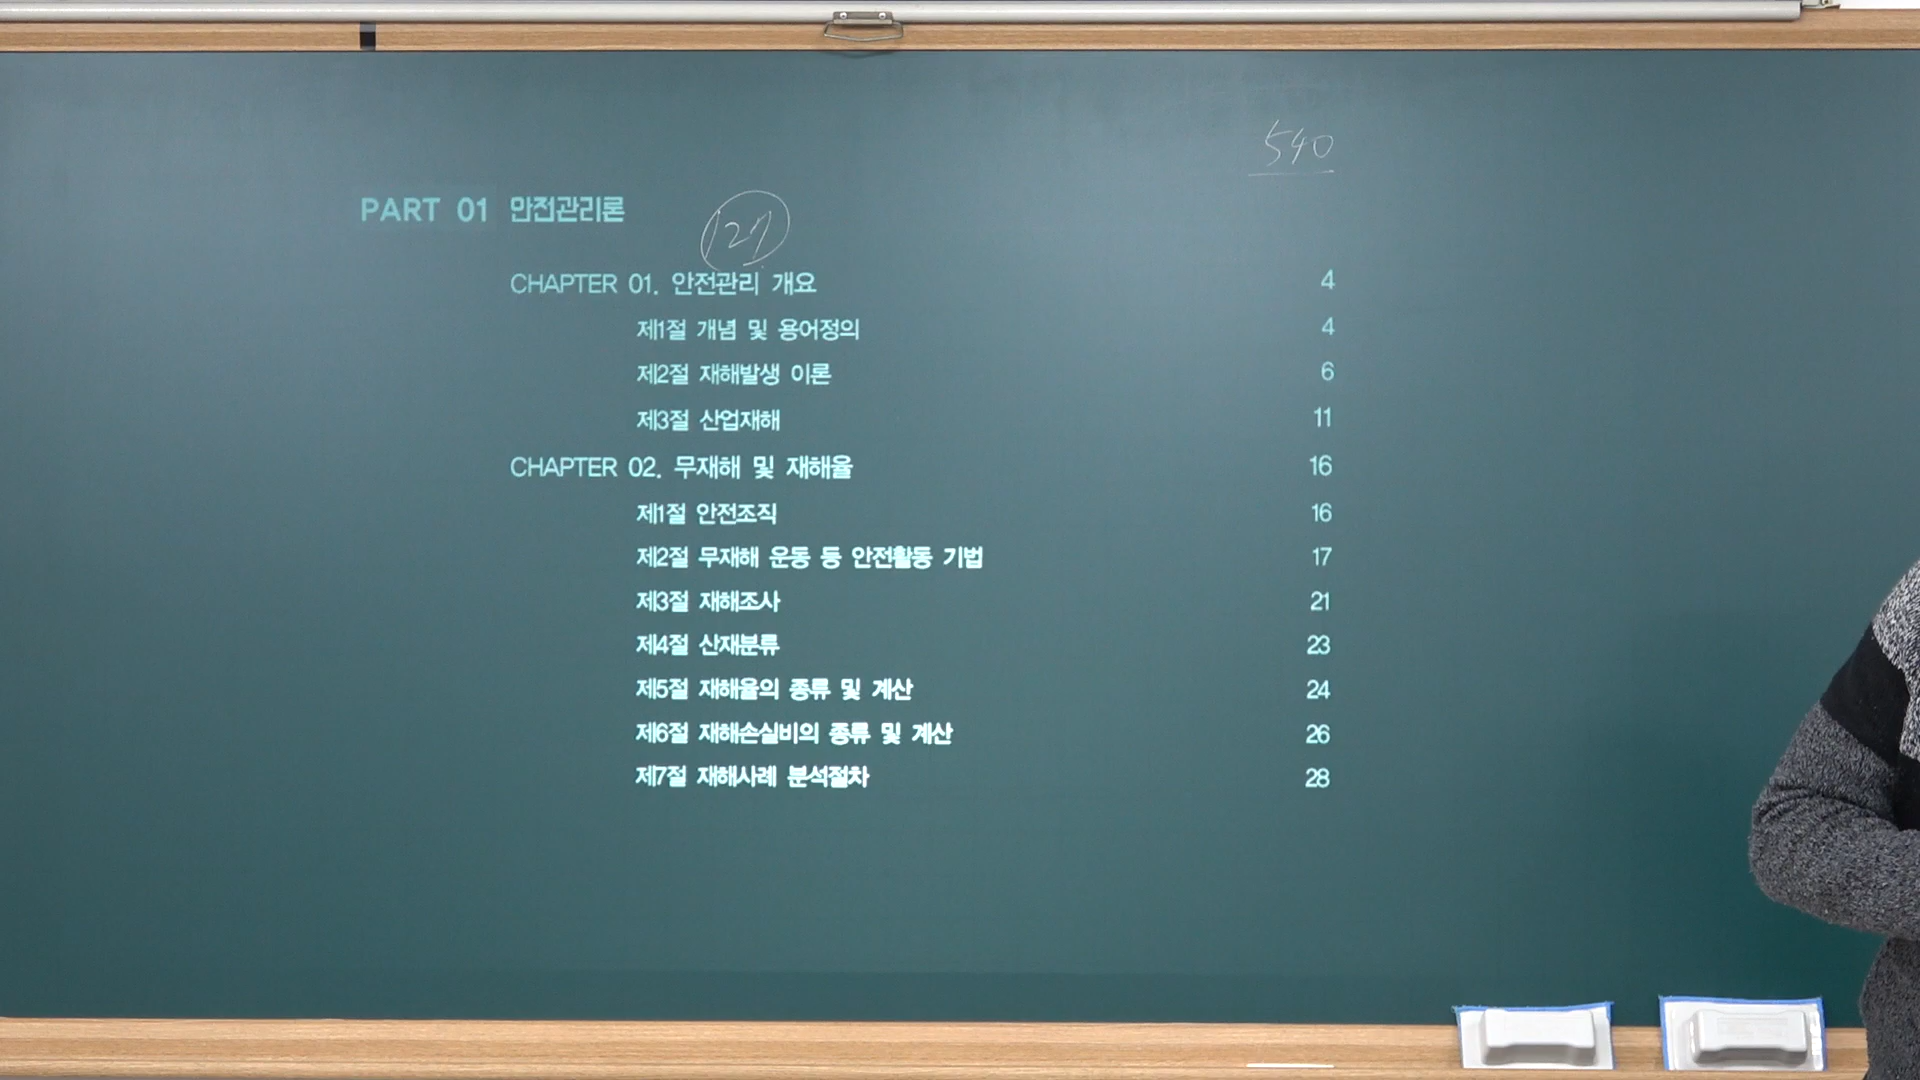 540
PART 01 안전관리론
CHAPTER 01. 안전관리 개요 4
제1절 개념 및 용어정의 4
제2절 재해발생 이론 6
제3절 산업재해 11
CHAPTER 02. 무재해 및 재해율 16
제1절 안전조직 16
제2절 무재해 운동 등 안전활동 기법 17
제3절 재해조사 21
제4절 산재분류 23
제5절 재해율의 종류 및 계산 24
제6절 재해손실비의 종류 및 계산 26
제7절 재해사례 분석절차 28